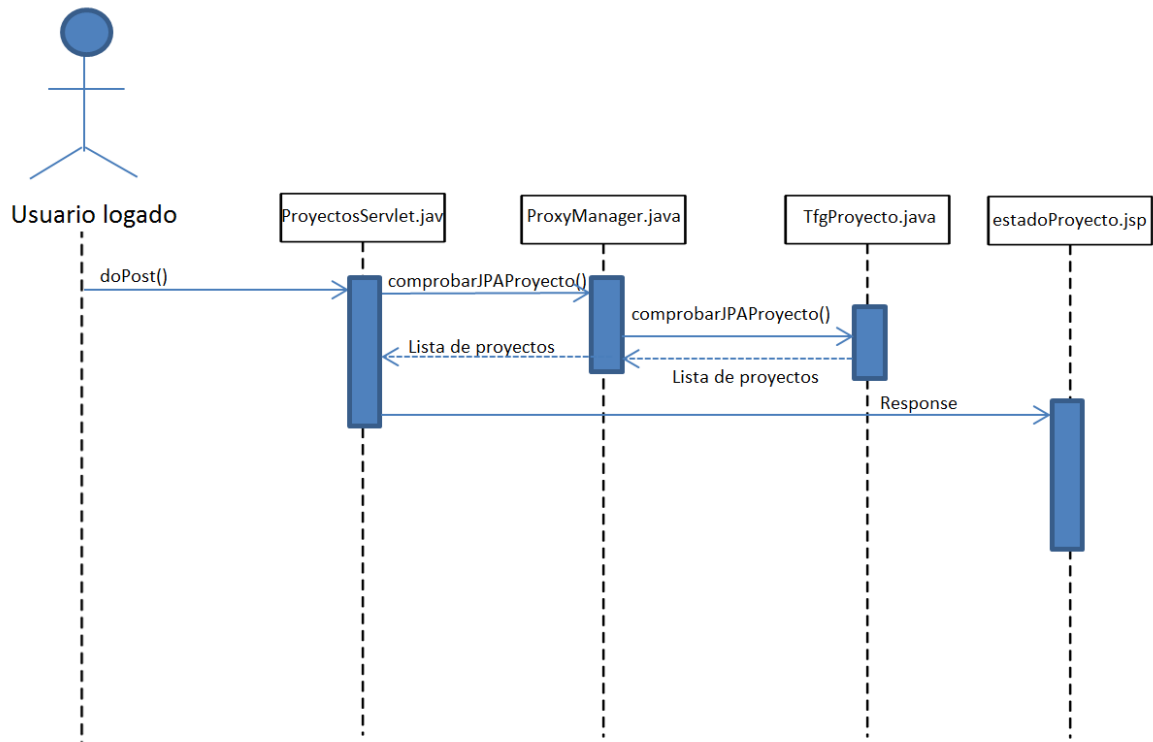 Usuario logado
ProyectosServlet.jav
ProxyManager.java
TfgProyecto.java
estadoProyecto.jsp
doPost()
comprobarJPAProyecto()
comprobarJPAProyecto()
Lista de proyectos
Lista de proyectos
Response